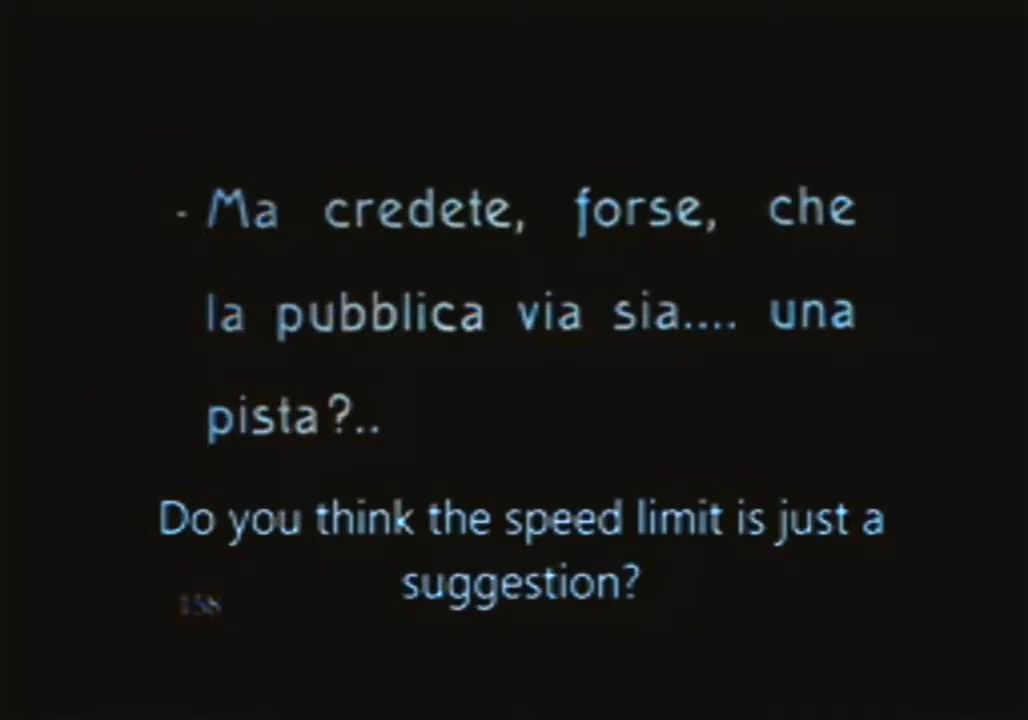 - Ma credete, forse, che
la pubblica via sia.... una
pista?..
Do you think the speed limit is just a
suggestion?
158